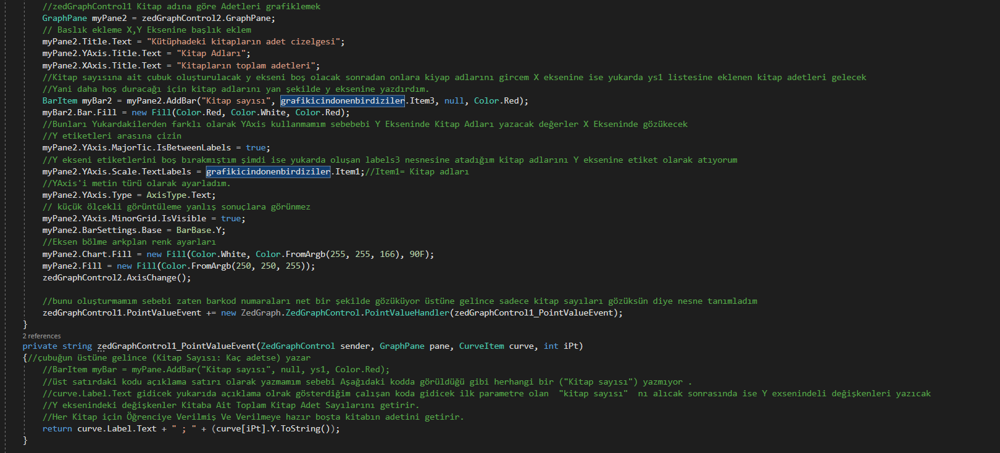 //zedGraphControl1 Kitap adına göre Adetleri grafiklemek
GraphPane myPane2 = zedGraphControl2.GraphPane;
// Baslık ekleme X,Y Eksenine başlık eklem
myPane2.Title.Text = "Kütüphadeki kitapların adet cizelgesi";
myPane2.YAxis.Title.Text = "Kitap Adları";
myPane2.XAxis.Title.Text = "Kitapların toplam adetleri";
//Kitap sayısına ait çubuk oluşturulacak y ekseni boş olacak sonradan onlara kiyap adlarını gircem X eksenine ise yukarda ys1 listesine eklenen kitap adetleri gelecek
//Yani daha hoş duracağı için kitap adlarını yan şekilde y eksenine yazdırdım.
BarItem myBar2 = myPane2.AddBar("Kitap sayısı", grafikicindonenbirdiziler.Item3, null, Color.Red);
myBar2.Bar.Fill = new Fill(Color.Red, Color.White, Color.Red);
//Bunları Yukardakilerden farklı olarak YAxis kullanmamım sebebebi Y Ekseninde Kitap Adları yazacak değerler X Ekseninde gözükecek
//Y etiketleri arasına çizin
myPane2.YAxis.MajorTic.IsBetweenLabels = true;
//Y ekseni etiketlerini boş bırakmıştım şimdi ise yukarda oluşan labels3 nesnesine atadığım kitap adlarını Y eksenine etiket olarak atıyorum
myPane2.YAxis.Scale.TextLabels = grafikicindonenbirdiziler.Item1;//Item1= Kitap adları
//YAxis'i metin türü olarak ayarladım.
myPane2.YAxis.Type = AxisType.Text;
// küçük ölçekli görüntüleme yanlış sonuçlara görünmez
myPane2.YAxis.MinorGrid.IsVisible = true;
myPane2.BarSettings.Base = BarBase.Y;
//Eksen bölme arkplan renk ayarları
myPane2.Chart.Fill = new Fill(Color.White, Color.FromArgb(255, 255, 166), 90F);
myPane2.Fill = new Fill(Color.FromArgb(250, 250, 255));
zedGraphControl2.AxisChange();
//bunu oluşturmamım sebebi zaten barkod numaraları net bir şekilde gözüküyor üstüne gelince sadece kitap sayıları gözüksün diye nesne tanımladım
zedGraphControl1.PointValueEvent += new ZedGraph.ZedGraphControl.PointValueHandler(zedGraphControl1_PointValueEvent);
}
2 references
private string zedGraphControl1_PointValueEvent(ZedGraphControl sender, GraphPane pane, CurveItem curve, int iPt)
{//çubuğun üstüne gelince (Kitap Sayısı: Kaç adetse) yazar
//BarItem myBar = myPane.AddBar("Kitap sayısı", null, ys1, Color.Red);
//üst satırdaki kodu açıklama satırı olarak yazmamım sebebi Aşağıdaki kodda görüldüğü gibi herhangi bir ("Kitap sayısı") yazmıyor .
//curve.Label.Text gidicek yukarıda açıklama olrak gösterdiğim çalışan koda gidicek ilk parametre olan  "kitap sayısı"  nı alıcak sonrasında ise Y exsenindeli değişkenleri yazıcak
//Y eksenindeki değişkenler Kitaba Ait Toplam Kitap Adet Sayılarını getirir.
//Her Kitap için Öğrenciye Verilmiş Ve Verilmeye hazır boşta kitabın adetini getirir.
return curve.Label.Text + " ; " + (curve[iPt].Y.ToString());
}